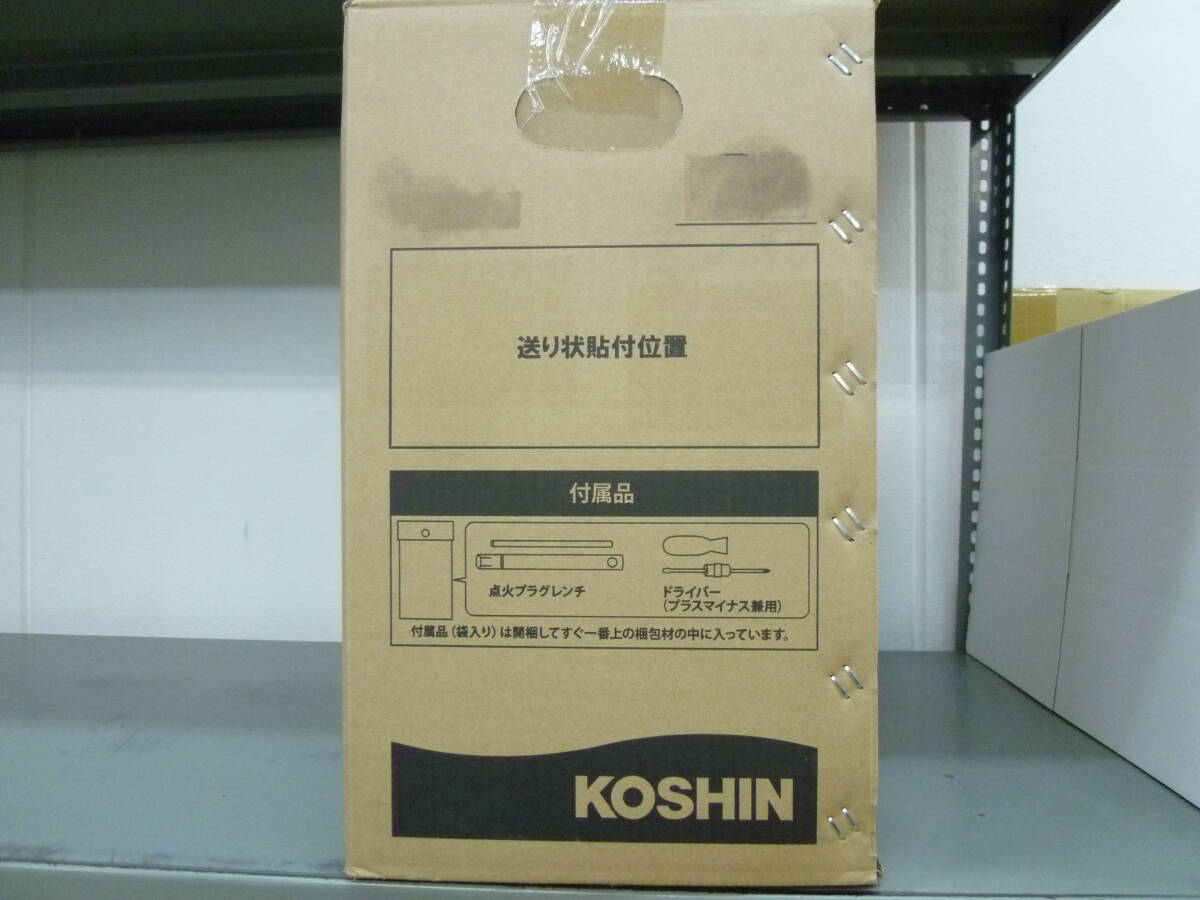 送り状貼付位置
付属品
点火プラグレンチ
ドライバー
（プラスマイナス兼用）
付属品（袋入り）は開梱してすぐ一番上の梱包材の中に入っています。
KOSHIN